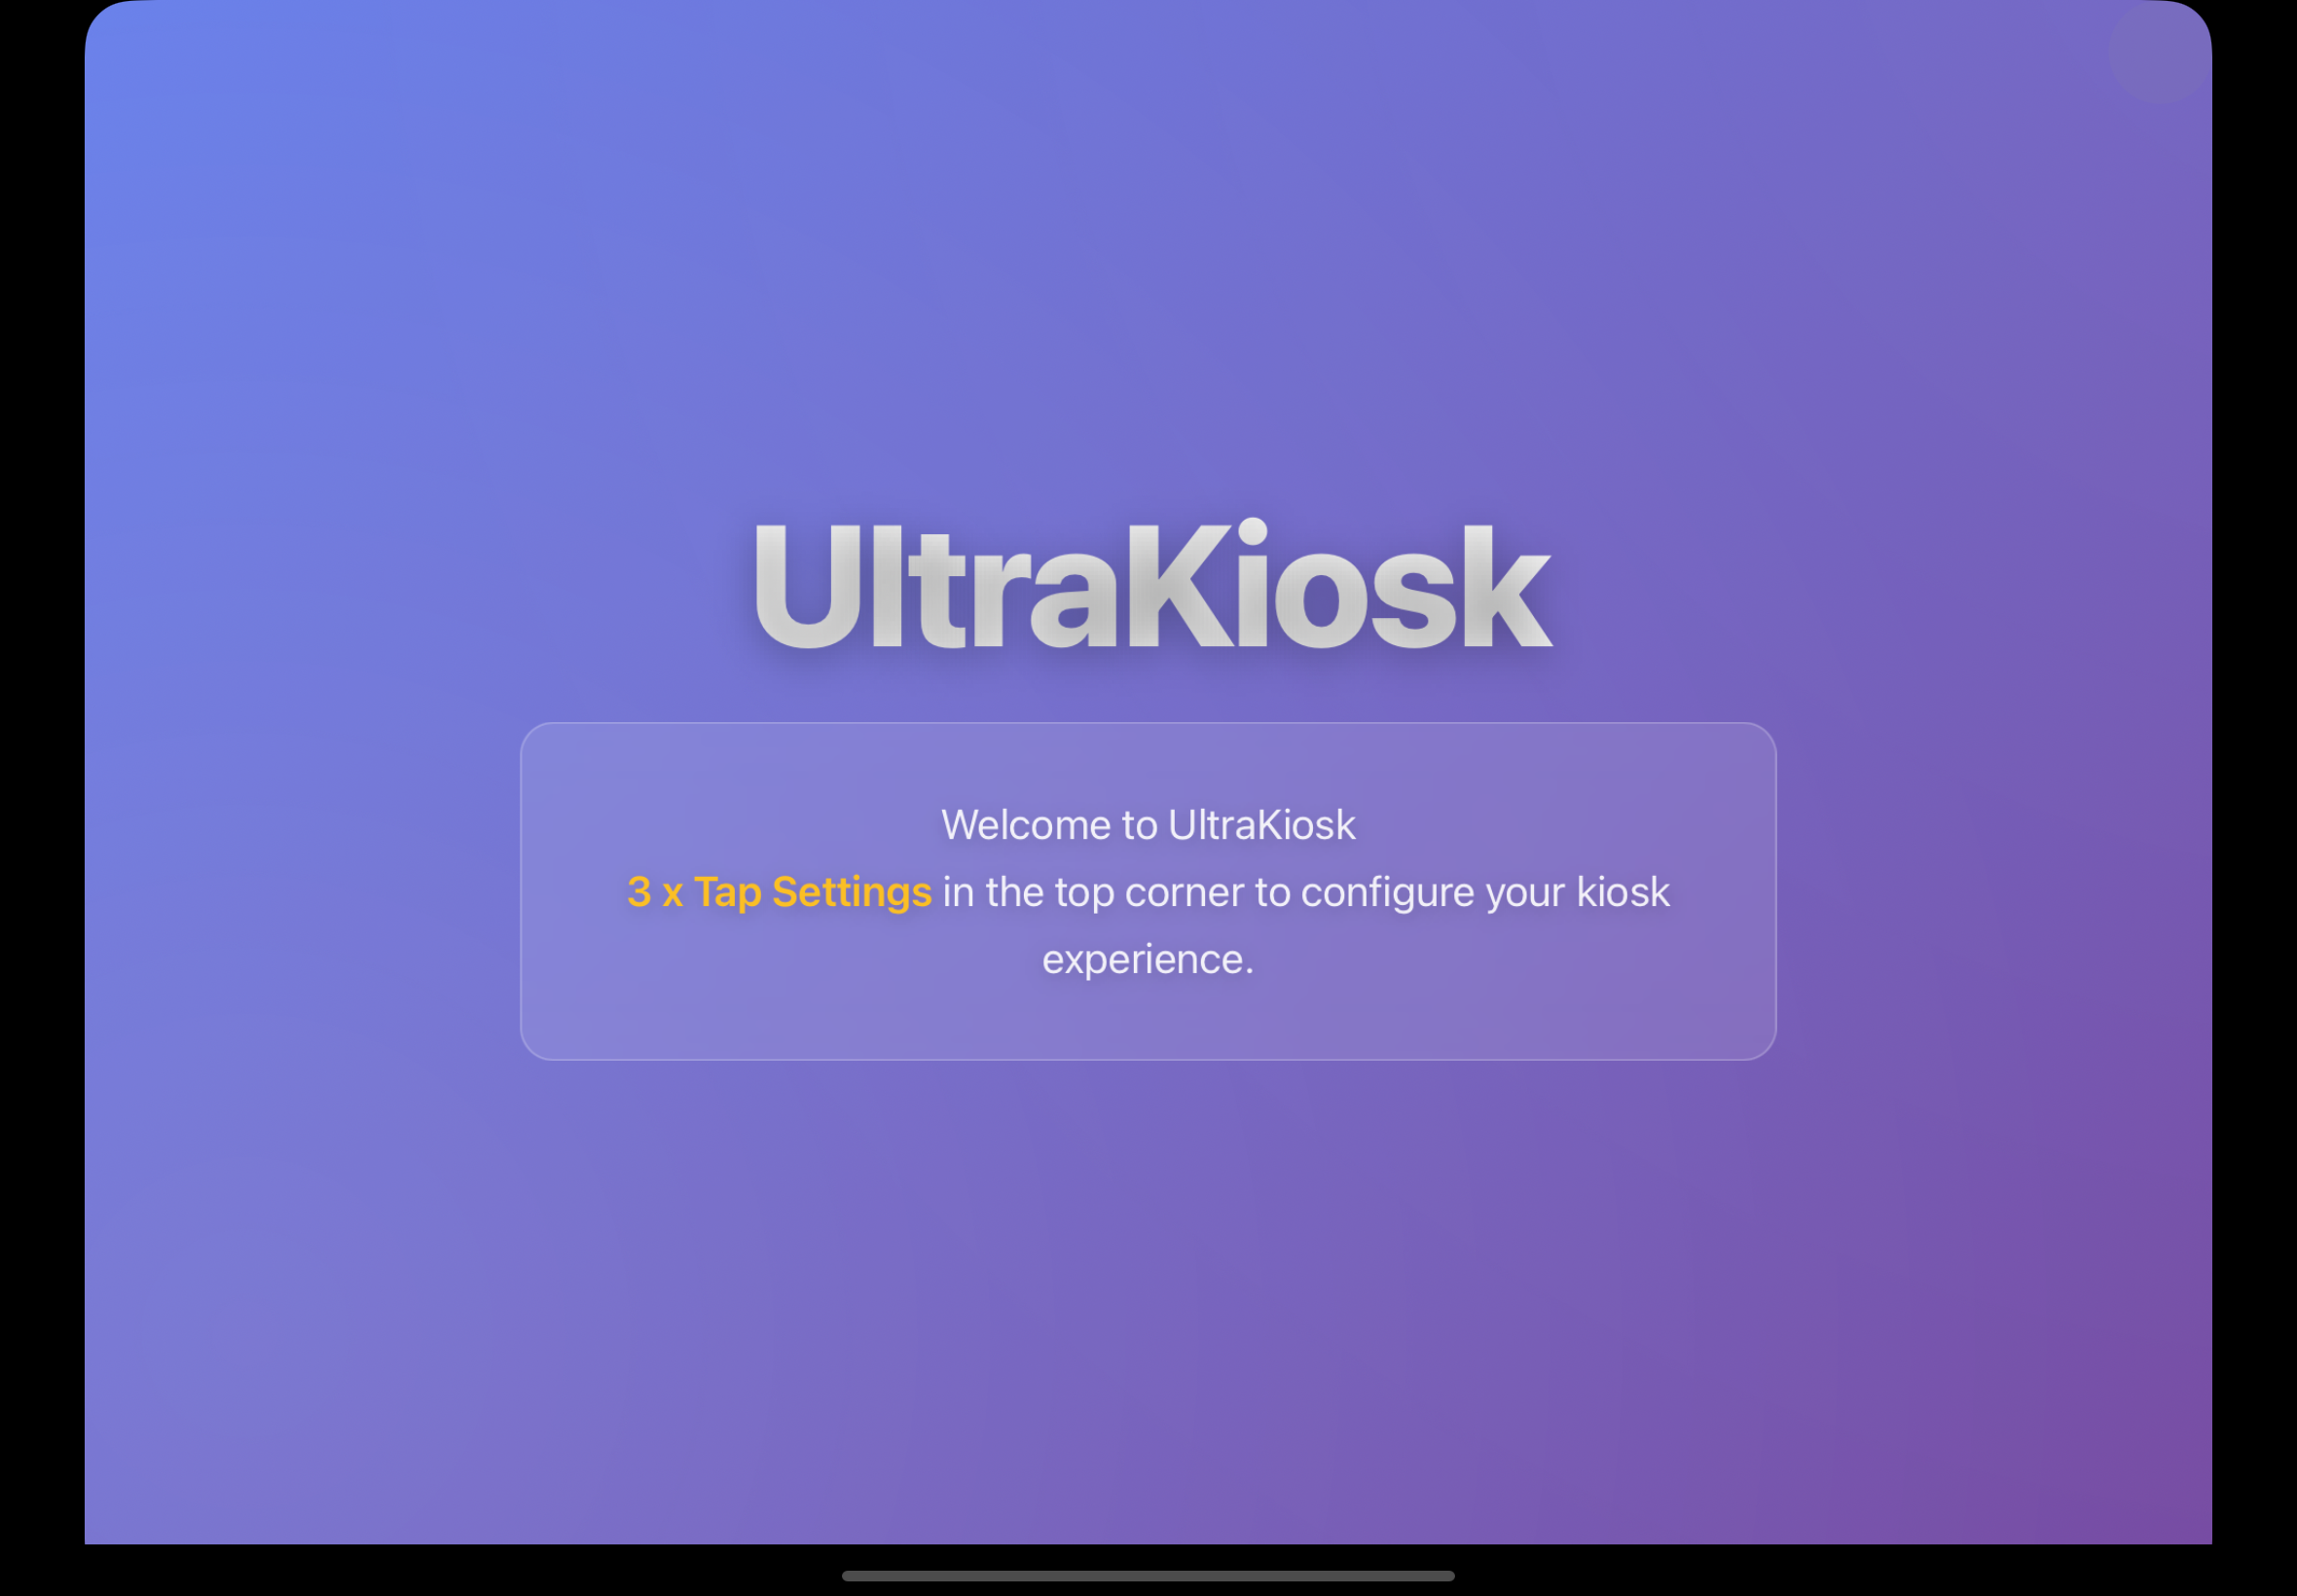 UltraKiosk
Welcome to UltraKiosk
3 x Tap Settings in the top corner to configure your kiosk
experience.